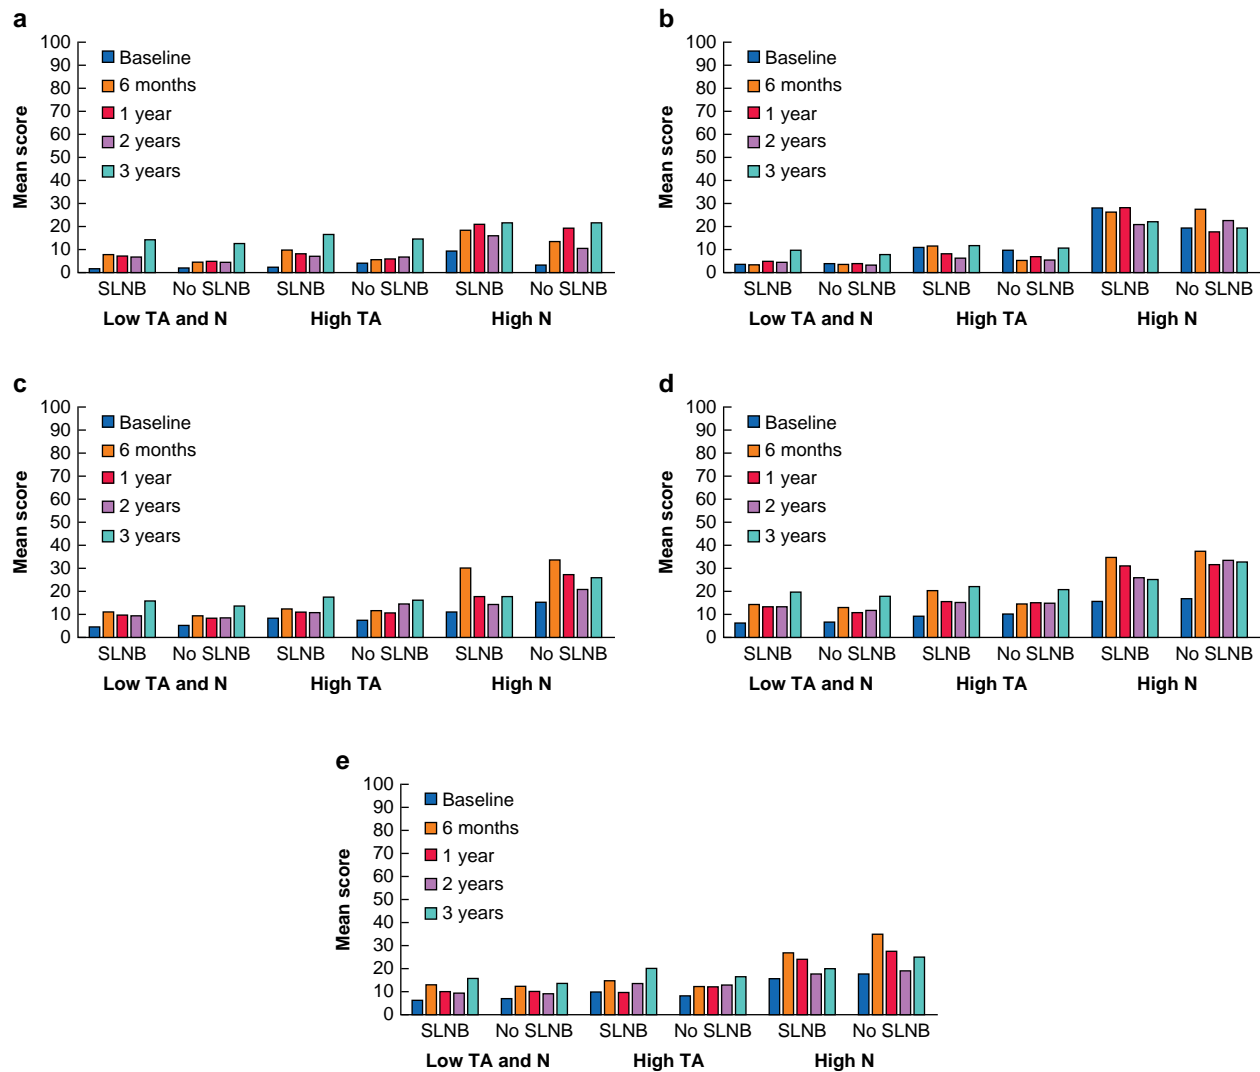 a
100
90
80
70
60
50
40
30
20
10
0
Mean score
Baseline
6 months
1 year
2 years
3 years
SLNB No SLNB SLNB No SLNB SLNB No SLNB
Low TA and N High TA High N
b
100
90
80
70
60
50
40
30
20
10
0
Mean score
Baseline
6 months
1 year
2 years
3 years
SLNB No SLNB SLNB No SLNB SLNB No SLNB
Low TA and N High TA High N
c
100
90
80
70
60
50
40
30
20
10
0
Mean score
Baseline
6 months
1 year
2 years
3 years
SLNB No SLNB SLNB No SLNB SLNB No SLNB
Low TA and N High TA High N
d
100
90
80
70
60
50
40
30
20
10
0
Mean score
Baseline
6 months
1 year
2 years
3 years
SLNB No SLNB SLNB No SLNB SLNB No SLNB
Low TA and N High TA High N
e
100
90
80
70
60
50
40
30
20
10
0
Mean score
Baseline
6 months
1 year
2 years
3 years
SLNB No SLNB SLNB No SLNB SLNB No SLNB
Low TA and N High TA High N